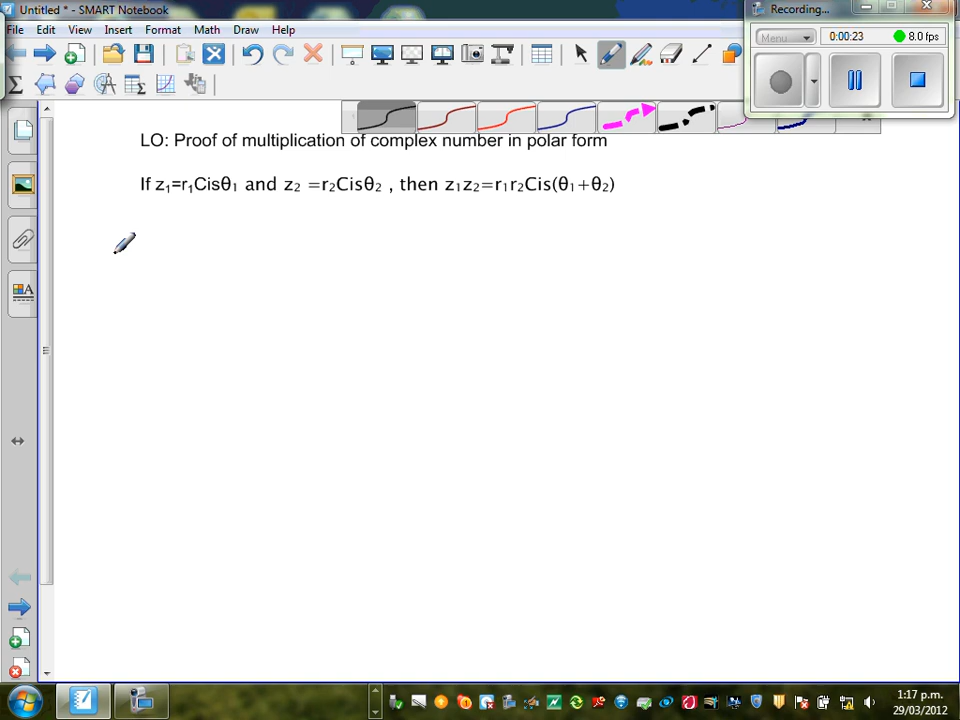 Untitled * - SMART Notebook
Recording...
File Edit View Insert Format Math Draw Help
Menu 0:00:23 8.0 fps
LO: Proof of multiplication of complex number in polar form
If z₁=r₁Cisθ₁ and z₂ =r₂Cisθ₂ , then z₁z₂=r₁r₂Cis(θ₁+θ₂)
1:17 p.m.
29/03/2012